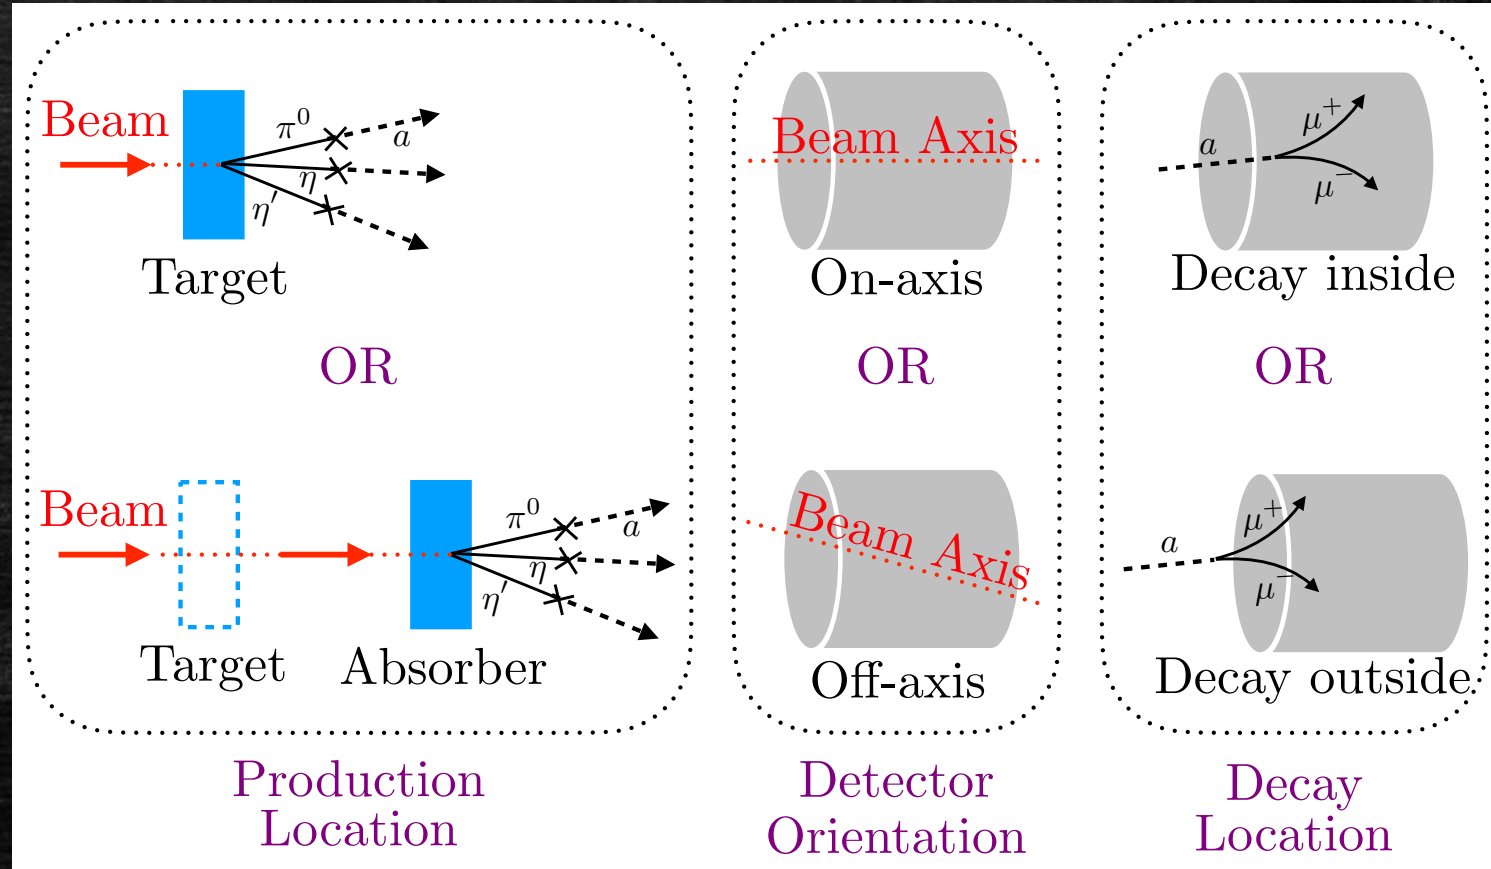 Beam
π⁰
a
η
η′
Target
OR
Beam
π⁰
a
η
η′
Target
Absorber
Production
Location
Beam Axis
On-axis
OR
Beam Axis
Off-axis
Detector
Orientation
a
μ⁺
μ⁻
Decay inside
OR
a
μ⁺
μ⁻
Decay outside
Decay
Location